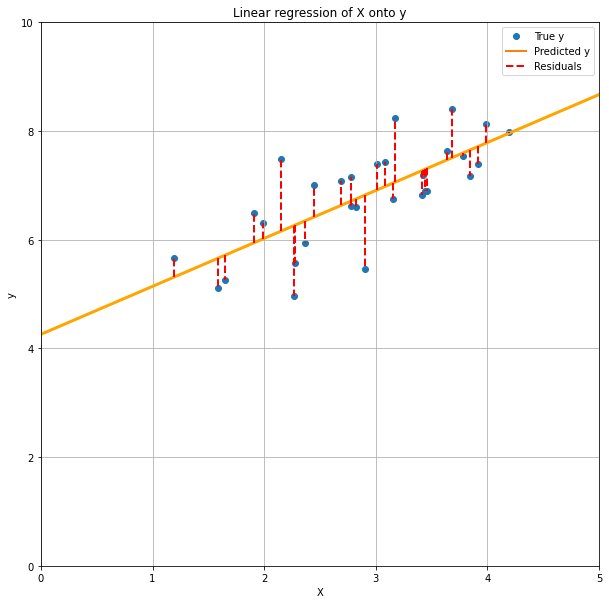 Linear regression of X onto y
True y
Predicted y
Residuals
10
8
6
4
2
0
y
0 1 2 3 4 5
X